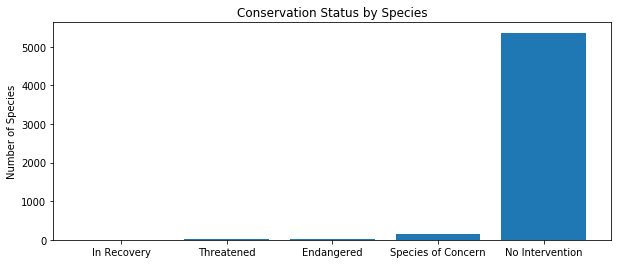 Conservation Status by Species
Number of Species
5000
4000
3000
2000
1000
0
In Recovery
Threatened
Endangered
Species of Concern
No Intervention